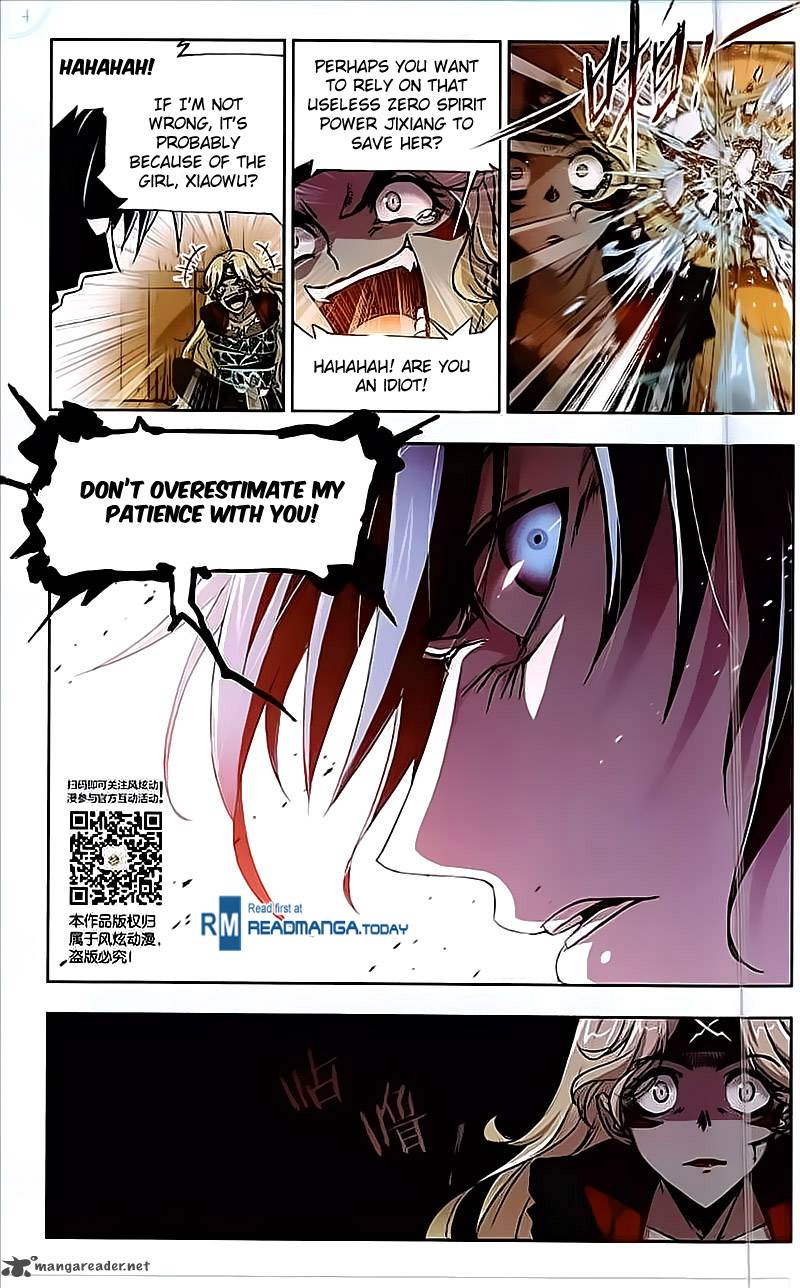 HAHAHAH!
IF I'M NOT
WRONG, IT'S
PROBABLY
BECAUSE OF THE
GIRL, XIAOWU?
PERHAPS YOU WANT
TO RELY ON THAT
USELESS ZERO SPIRIT
POWER JIXIANG TO
SAVE HER?
HAHAHAH! ARE YOU
AN IDIOT!
DON'T OVERESTIMATE MY
PATIENCE WITH YOU!
扫码即可关注风炫动
漫参与官方互动活动!
本作品版权归
属于风炫动漫,
盗版必究!
RM
Read first at
READMANGA.TODAY
mangareader.net